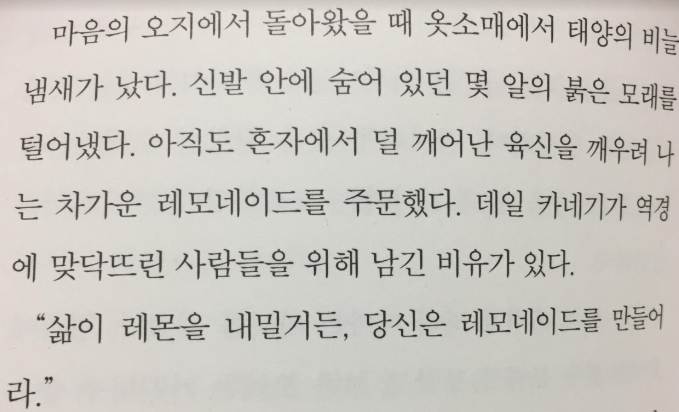 마음의 오지에서 돌아왔을 때 옷소매에서 태양의 비늘
냄새가 났다. 신발 안에 숨어 있던 몇 알의 붉은 모래를
털어냈다. 아직도 혼자에서 덜 깨어난 육신을 깨우려 나
는 차가운 레모네이드를 주문했다. 데일 카네기가 역경
에 맞닥뜨린 사람들을 위해 남긴 비유가 있다.
“삶이 레몬을 내밀거든, 당신은 레모네이드를 만들어
라.”